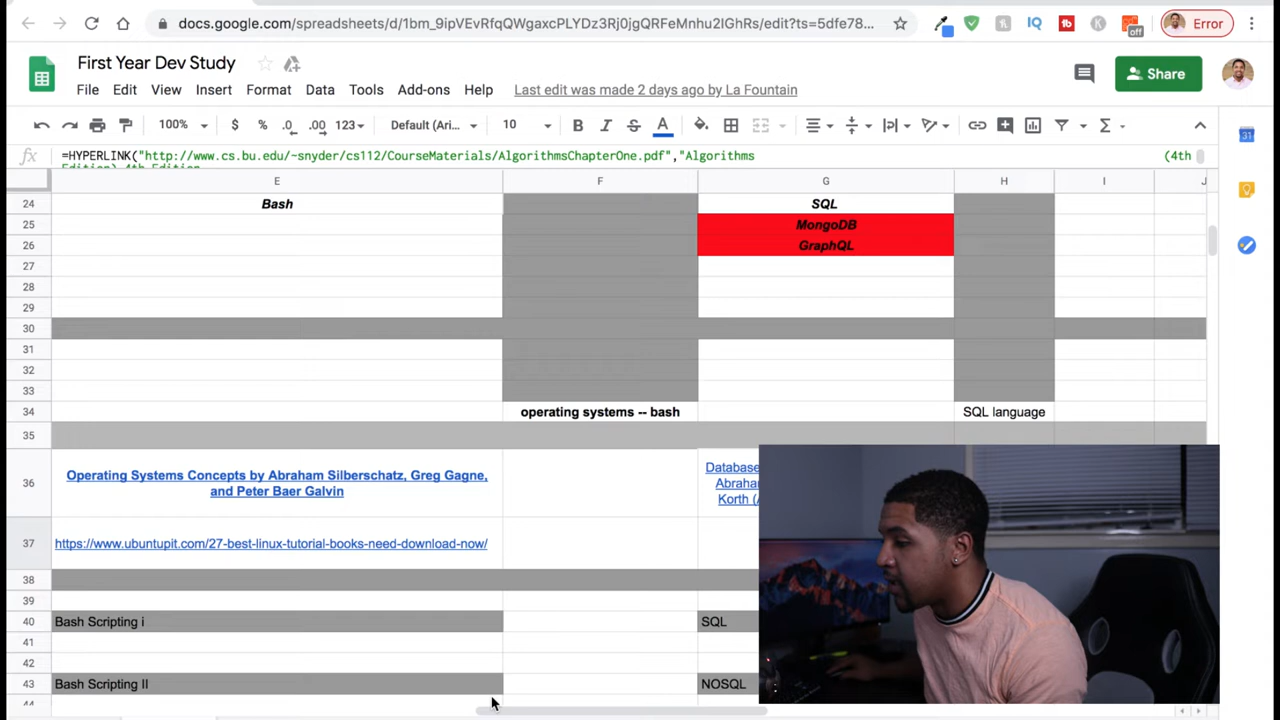 docs.google.com/spreadsheets/d/1bm_9ipVEvRfqQWgaxcPLYDz3Rj0jgQRFeMnhu2IGhRs/edit?ts=5dfe78...
IQ
off
Error
First Year Dev Study
File Edit View Insert Format Data Tools Add-ons Help Last edit was made 2 days ago by La Fountain
Share
100% $ % .0 .00 123 Default (Ari... 10 B I S A
fx =HYPERLINK("http://www.cs.bu.edu/~snyder/cs112/CourseMaterials/AlgorithmsChapterOne.pdf","Algorithms (4th
E F G H I J
24 Bash SQL
25 MongoDB
26 GraphQL
27
28
29
30
31
32
33
34 operating systems -- bash SQL language
35
36 Operating Systems Concepts by Abraham Silberschatz, Greg Gagne,
and Peter Baer Galvin
Database
Abraha
Korth (
37 https://www.ubuntupit.com/27-best-linux-tutorial-books-need-download-now/
38
39
40 Bash Scripting i SQL
41
42
43 Bash Scripting II NOSQL
31